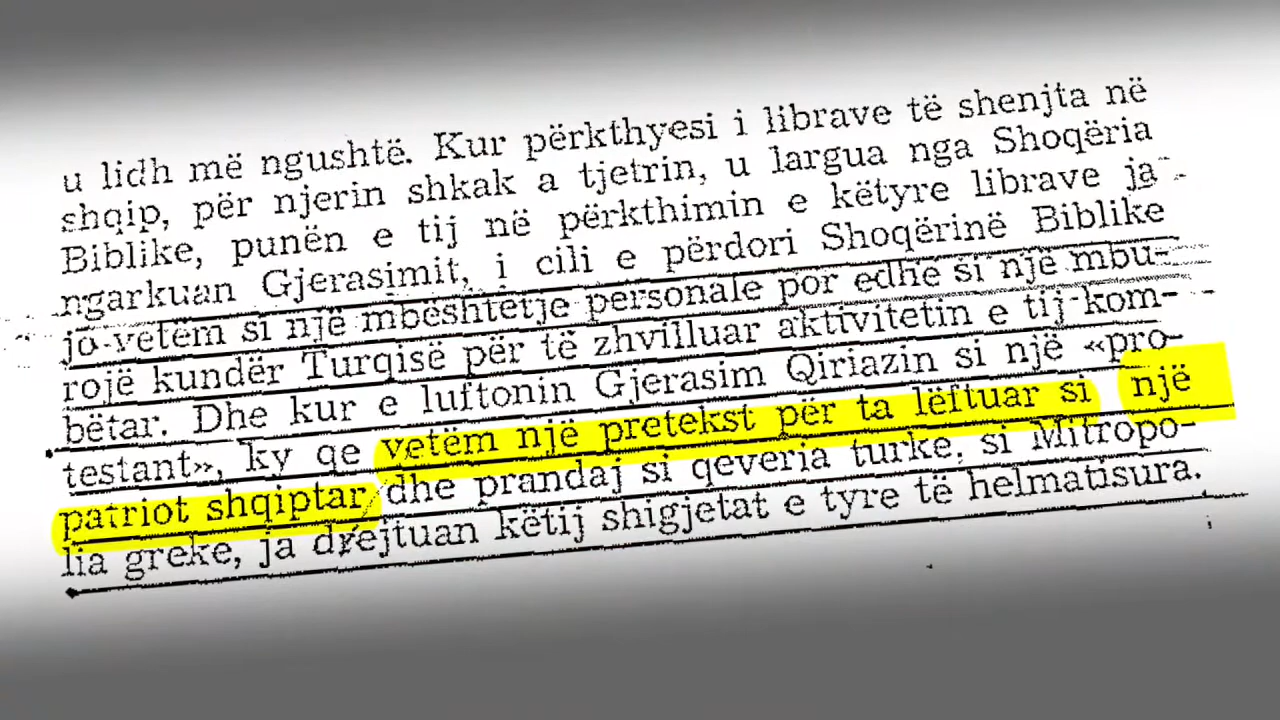 u lidh më ngushtë. Kur përkthyesi i librave të shenjta në
shqip, për njerin shkak a tjetrin, u largua nga Shoqëria
Biblike, punën e tij në përkthimin e këtyre librave ja
ngarkuan Gjerasimit, i cili e përdori Shoqërinë Biblike
jo vetëm si një mbështetje personale por edhe si një mbu-
rojë kundër Turqisë për të zhvilluar aktivitetin e tij kom-
bëtar. Dhe kur e luftonin Gjerasim Qiriazin si një «pro-
testant», ky qe vetëm një pretekst për ta lëftuar si një
patriot shqiptar dhe prandaj si qeveria turke, si Mitropo-
lia greke, ja drejtuan këtij shigjetat e tyre të helmatisura.